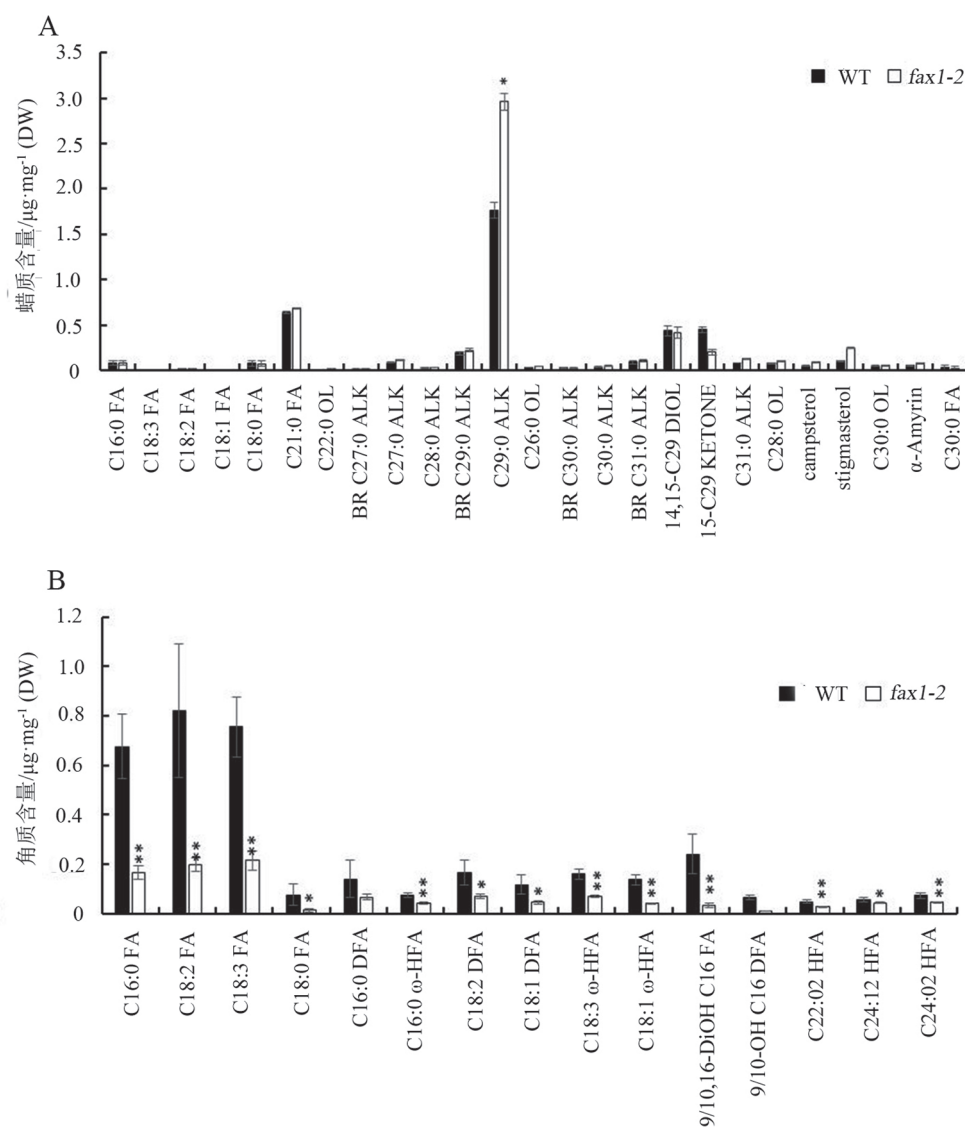 A
3.5
3.0
2.5
2.0
1.5
1.0
0.5
0
蜡质含量/μg·mg⁻¹ (DW)
WT fax1-2
*
C16:0 FA
C18:3 FA
C18:2 FA
C18:1 FA
C18:0 FA
C21:0 FA
C22:0 OL
BR C27:0 ALK
C27:0 ALK
C28:0 ALK
BR C29:0 ALK
C29:0 ALK
C26:0 OL
BR C30:0 ALK
C30:0 ALK
BR C31:0 ALK
14,15-C29 DIOL
15-C29 KETONE
C31:0 ALK
C28:0 OL
campsterol
stigmasterol
C30:0 OL
α-Amyrin
C30:0 FA
B
1.2
1.0
0.8
0.6
0.4
0.2
0
角质含量/μg·mg⁻¹ (DW)
WT fax1-2
**
**
**
*
**
*
*
**
**
**
**
*
**
C16:0 FA
C18:2 FA
C18:3 FA
C18:0 FA
C16:0 DFA
C16:0 ω-HFA
C18:2 DFA
C18:1 DFA
C18:3 ω-HFA
C18:1 ω-HFA
9/10,16-DiOH C16 FA
9/10-OH C16 DFA
C22:02 HFA
C24:12 HFA
C24:02 HFA